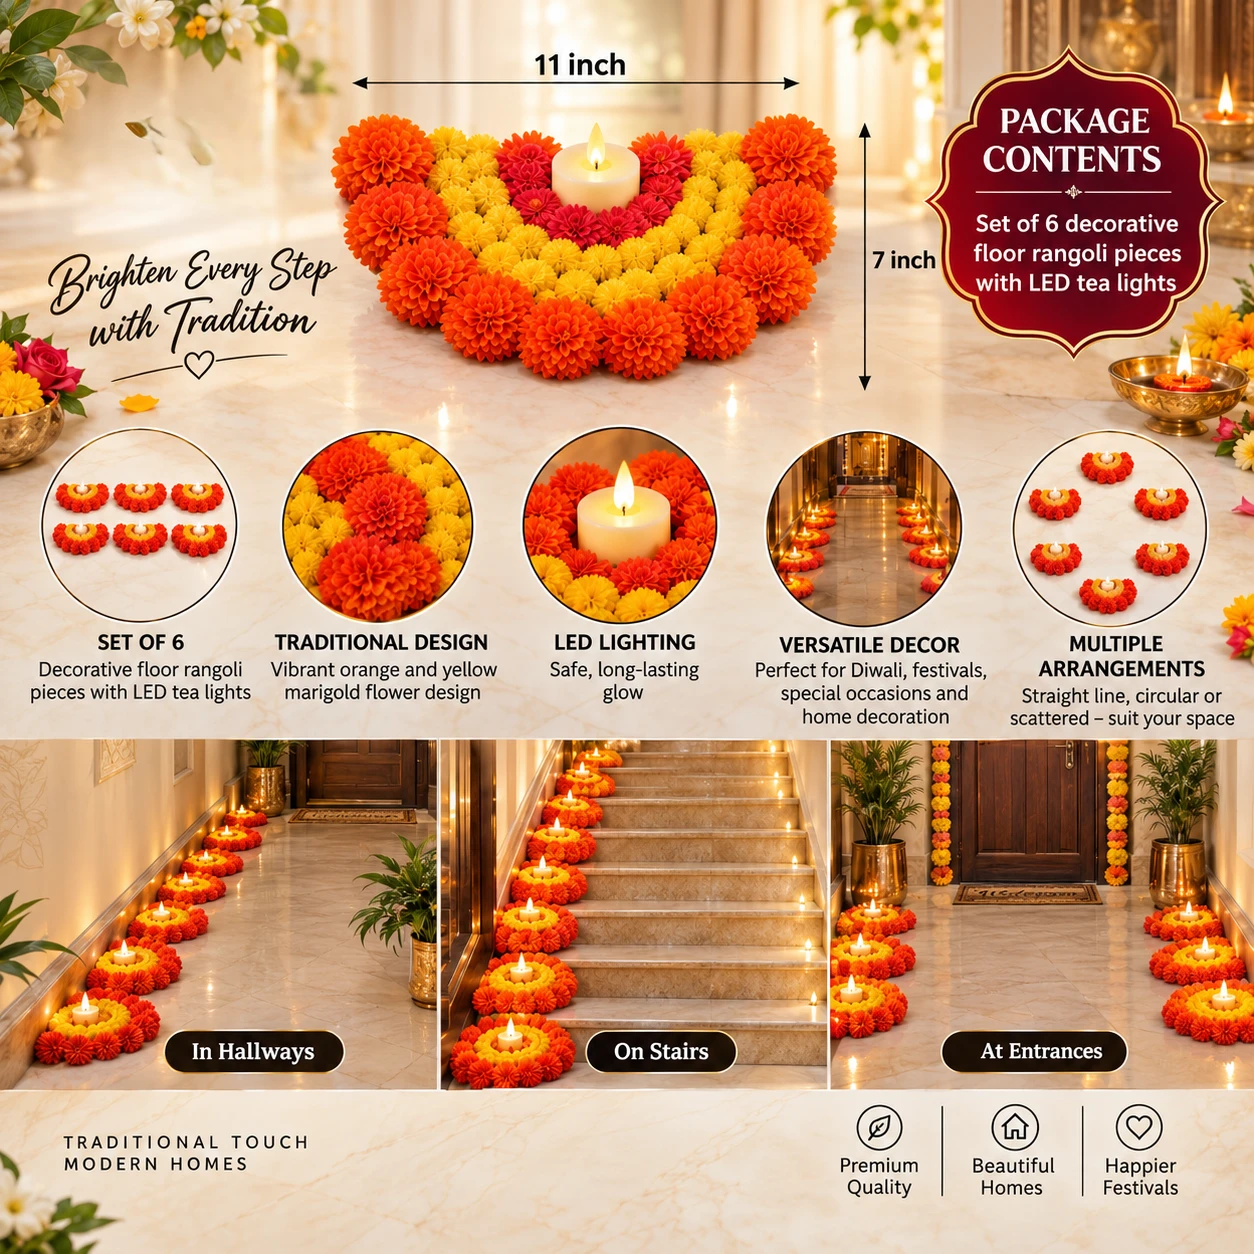 11 inch
7 inch
PACKAGE
CONTENTS
Set of 6 decorative
floor rangoli pieces
with LED tea lights
Brighten Every Step
with Tradition
SET OF 6
Decorative floor rangoli
pieces with LED tea lights
TRADITIONAL DESIGN
Vibrant orange and yellow
marigold flower design
LED LIGHTING
Safe, long-lasting
glow
VERSATILE DECOR
Perfect for Diwali, festivals,
special occasions and
home decoration
MULTIPLE
ARRANGEMENTS
Straight line, circular or
scattered – suit your space
In Hallways
On Stairs
At Entrances
TRADITIONAL TOUCH
MODERN HOMES
Premium
Quality
Beautiful
Homes
Happier
Festivals